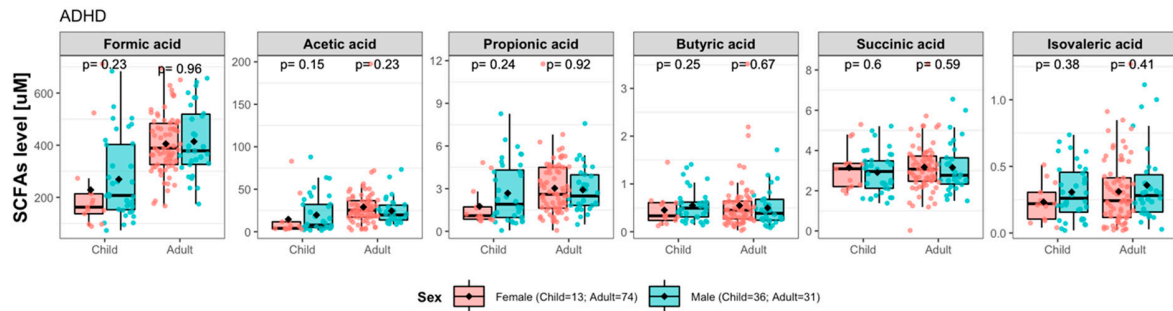 ADHD
Formic acid
Acetic acid
Propionic acid
Butyric acid
Succinic acid
Isovaleric acid
p= 0.23
p= 0.96
p= 0.15
p= 0.23
p= 0.24
p= 0.92
p= 0.25
p= 0.67
p= 0.6
p= 0.59
p= 0.38
p= 0.41
SCFAs level [uM]
600
400
200
200
150
100
50
0
12
9
6
3
0
3
2
1
0
8
6
4
2
0
1.0
0.5
0.0
Child
Adult
Child
Adult
Child
Adult
Child
Adult
Child
Adult
Child
Adult
Sex
Female (Child=13; Adult=74)
Male (Child=36; Adult=31)